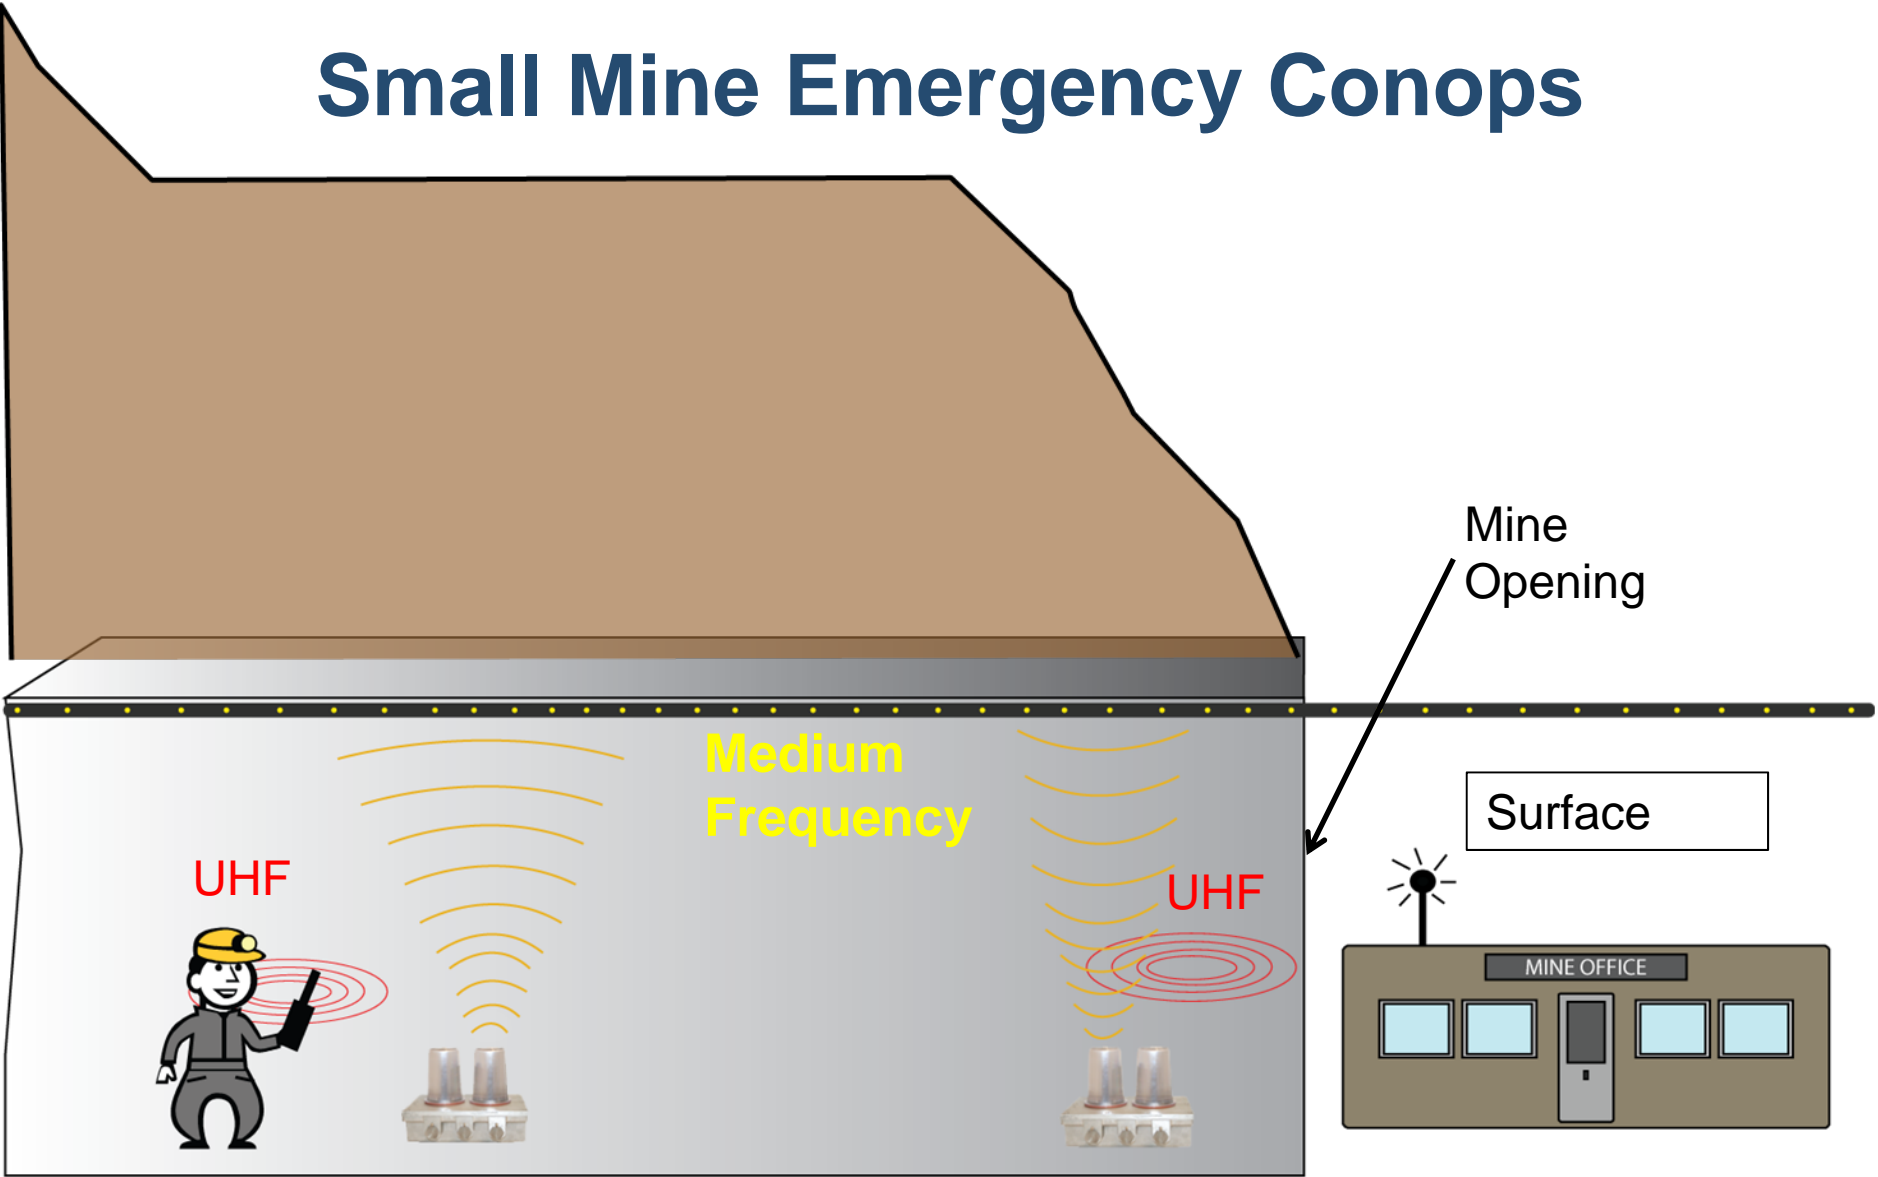 Small Mine Emergency Conops
Mine
Opening
Medium
Frequency
Surface
UHF
UHF
MINE OFFICE